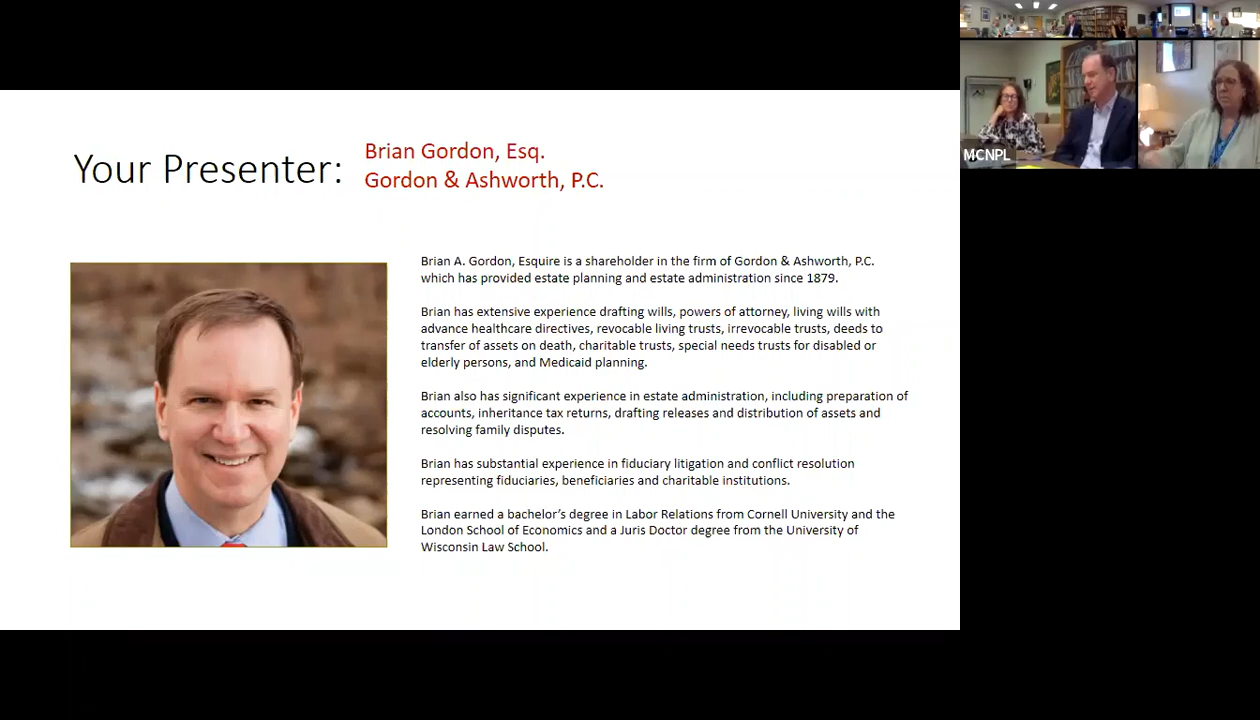 Your Presenter:
Brian Gordon, Esq.
Gordon & Ashworth, P.C.
Brian A. Gordon, Esquire is a shareholder in the firm of Gordon & Ashworth, P.C.
which has provided estate planning and estate administration since 1879.
Brian has extensive experience drafting wills, powers of attorney, living wills with
advance healthcare directives, revocable living trusts, irrevocable trusts, deeds to
transfer of assets on death, charitable trusts, special needs trusts for disabled or
elderly persons, and Medicaid planning.
Brian also has significant experience in estate administration, including preparation of
accounts, inheritance tax returns, drafting releases and distribution of assets and
resolving family disputes.
Brian has substantial experience in fiduciary litigation and conflict resolution
representing fiduciaries, beneficiaries and charitable institutions.
Brian earned a bachelor's degree in Labor Relations from Cornell University and the
London School of Economics and a Juris Doctor degree from the University of
Wisconsin Law School.
MCNPL